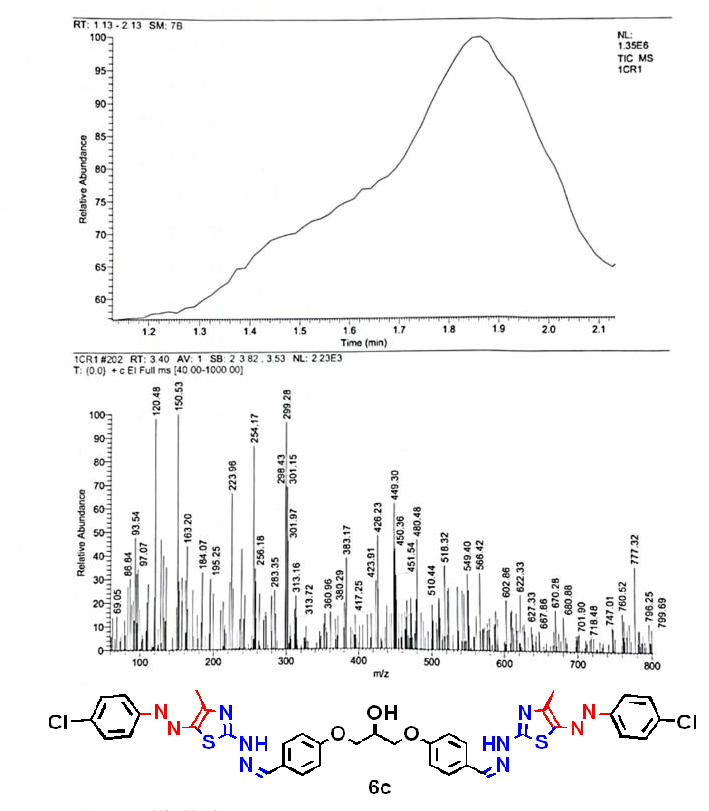 RT: 1.13 - 2.13 SM: 7B
NL:
1.35E6
TIC MS
1CR1
100
95
90
85
80
75
70
65
60
Relative Abundance
1.2 1.3 1.4 1.5 1.6 1.7 1.8 1.9 2.0 2.1
Time (min)
1CR1 #202 RT: 3.40 AV: 1 SB: 2 3.82 , 3.53 NL: 2.23E3
T: {0,0} + c EI Full ms [40.00-1000.00]
100
90
80
70
60
50
40
30
20
10
0
Relative Abundance
69.05
86.84
93.54
97.07
120.48
150.53
163.20
184.07
195.25
223.96
254.17
256.18
283.35
298.43
299.28
301.15
301.97
313.16
313.72
360.96
380.29
383.17
417.25
423.91
426.23
449.30
450.36
451.54
480.48
510.44
518.32
549.40
566.42
602.86
622.33
627.33
667.86
670.28
680.88
701.90
718.48
747.01
760.52
777.32
796.25
799.69
100 200 300 400 500 600 700 800
m/z
Cl
N
N
N
S
NH
N
O
OH
O
N
HN
N
S
N
N
Cl
6c